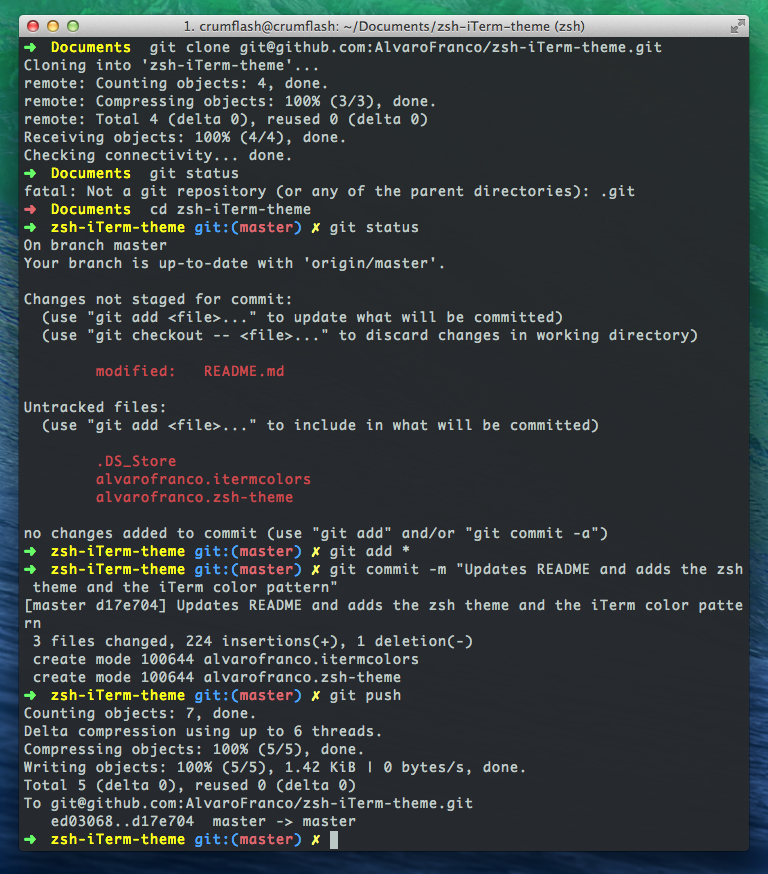 1. crumflash@crumflash: ~/Documents/zsh-iTerm-theme (zsh)
➜  Documents  git clone git@github.com:AlvaroFranco/zsh-iTerm-theme.git
Cloning into 'zsh-iTerm-theme'...
remote: Counting objects: 4, done.
remote: Compressing objects: 100% (3/3), done.
remote: Total 4 (delta 0), reused 0 (delta 0)
Receiving objects: 100% (4/4), done.
Checking connectivity... done.
➜  Documents  git status
fatal: Not a git repository (or any of the parent directories): .git
➜  Documents  cd zsh-iTerm-theme
➜  zsh-iTerm-theme git:(master) ✗ git status
On branch master
Your branch is up-to-date with 'origin/master'.

Changes not staged for commit:
  (use "git add <file>..." to update what will be committed)
  (use "git checkout -- <file>..." to discard changes in working directory)

        modified:   README.md

Untracked files:
  (use "git add <file>..." to include in what will be committed)

        .DS_Store
        alvarofranco.itermcolors
        alvarofranco.zsh-theme

no changes added to commit (use "git add" and/or "git commit -a")
➜  zsh-iTerm-theme git:(master) ✗ git add *
➜  zsh-iTerm-theme git:(master) ✗ git commit -m "Updates README and adds the zsh
 theme and the iTerm color pattern"
[master d17e704] Updates README and adds the zsh theme and the iTerm color patte
rn
 3 files changed, 224 insertions(+), 1 deletion(-)
 create mode 100644 alvarofranco.itermcolors
 create mode 100644 alvarofranco.zsh-theme
➜  zsh-iTerm-theme git:(master) ✗ git push
Counting objects: 7, done.
Delta compression using up to 6 threads.
Compressing objects: 100% (5/5), done.
Writing objects: 100% (5/5), 1.42 KiB | 0 bytes/s, done.
Total 5 (delta 0), reused 0 (delta 0)
To git@github.com:AlvaroFranco/zsh-iTerm-theme.git
   ed03068..d17e704  master -> master
➜  zsh-iTerm-theme git:(master) ✗